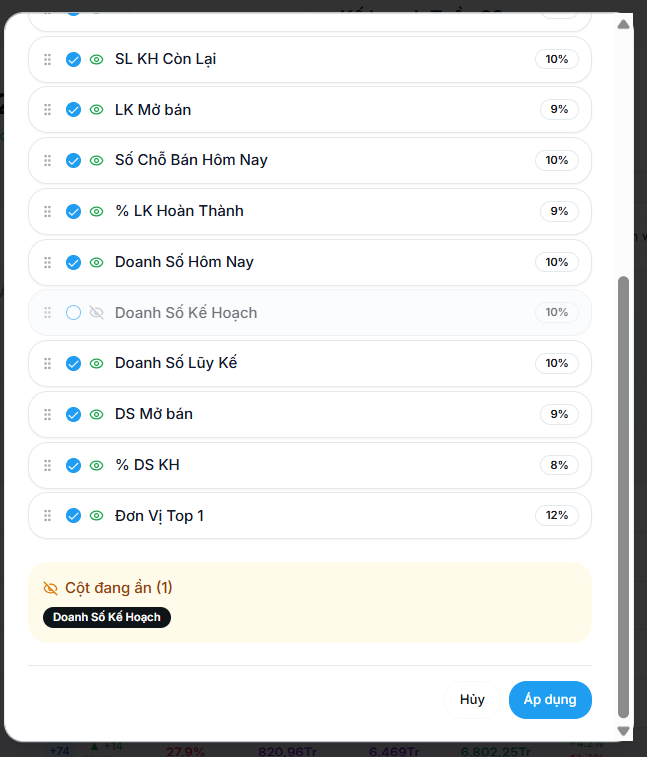 SL KH Còn Lại 10%
LK Mở bán 9%
Số Chỗ Bán Hôm Nay 10%
% LK Hoàn Thành 9%
Doanh Số Hôm Nay 10%
Doanh Số Kế Hoạch 10%
Doanh Số Lũy Kế 10%
DS Mở bán 9%
% DS KH 8%
Đơn Vị Top 1 12%
Cột đang ẩn (1)
Doanh Số Kế Hoạch
Hủy Áp dụng
+74 ▲ +14 27.9% 820,96Tr 6,469Tr 6,802,25Tr +4.2%